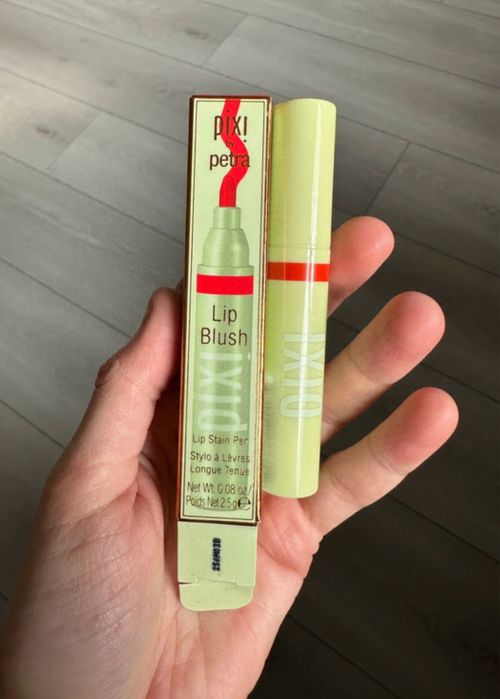 pixi
by
petra
Lip
Blush
pixi
Lip Stain Pen
Stylo à Lèvres
Longue Tenue
Net Wt. 0.08 oz/
Poids Net 2.5g e
PIXI